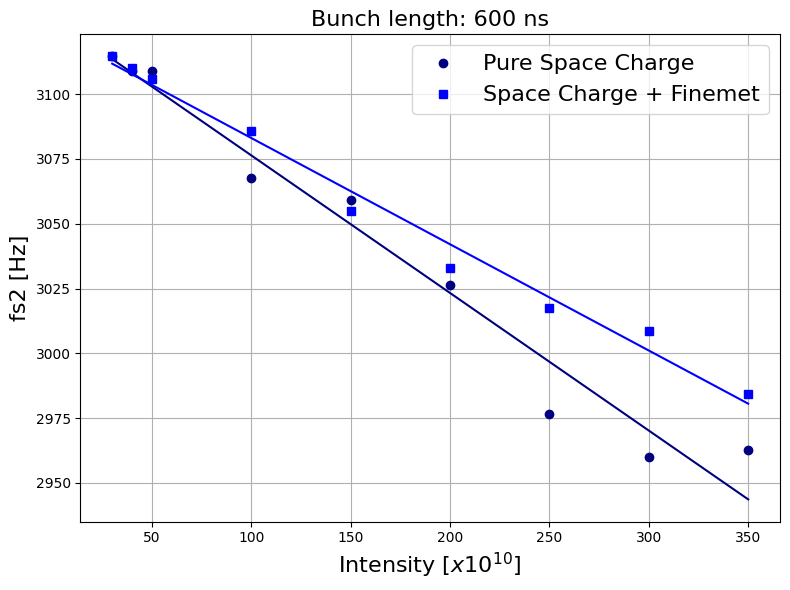 Bunch length: 600 ns
Pure Space Charge
Space Charge + Finemet
fs2 [Hz]
3100
3075
3050
3025
3000
2975
2950
50 100 150 200 250 300 350
Intensity [x10^{10}]